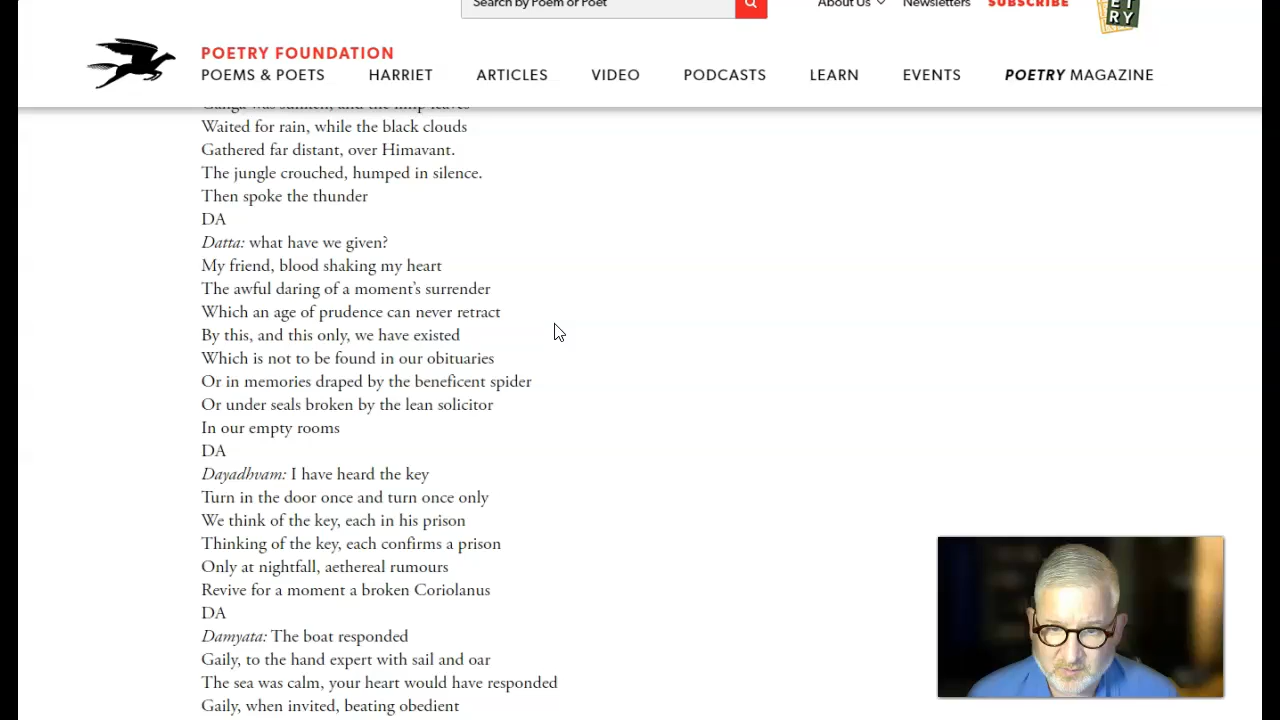 Search by Poem or Poet
About Us
Newsletters
SUBSCRIBE
ET
RY
POETRY FOUNDATION
POEMS & POETS
HARRIET
ARTICLES
VIDEO
PODCASTS
LEARN
EVENTS
POETRY MAGAZINE
Ganga was sunken, and the limp leaves
Waited for rain, while the black clouds
Gathered far distant, over Himavant.
The jungle crouched, humped in silence.
Then spoke the thunder
DA
Datta: what have we given?
My friend, blood shaking my heart
The awful daring of a moment’s surrender
Which an age of prudence can never retract
By this, and this only, we have existed
Which is not to be found in our obituaries
Or in memories draped by the beneficent spider
Or under seals broken by the lean solicitor
In our empty rooms
DA
Dayadhvam: I have heard the key
Turn in the door once and turn once only
We think of the key, each in his prison
Thinking of the key, each confirms a prison
Only at nightfall, aethereal rumours
Revive for a moment a broken Coriolanus
DA
Damyata: The boat responded
Gaily, to the hand expert with sail and oar
The sea was calm, your heart would have responded
Gaily, when invited, beating obedient